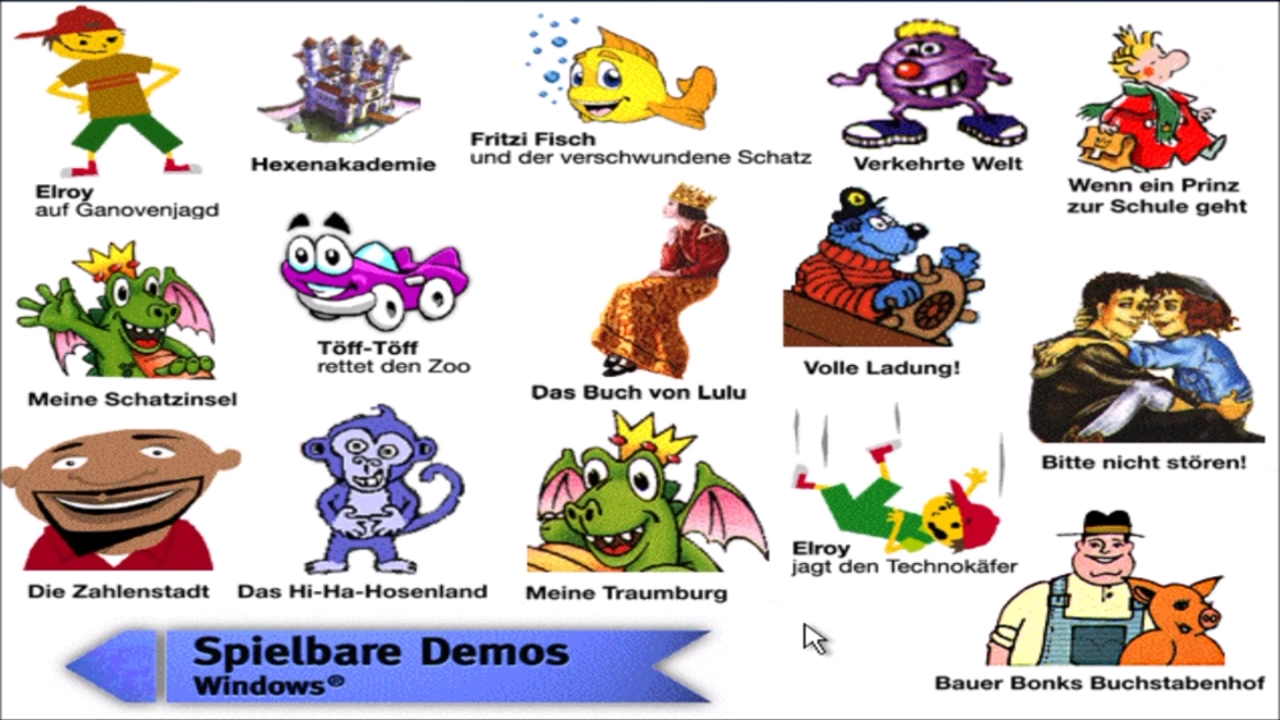 Elroy
auf Ganovenjagd
Hexenakademie
Fritzi Fisch
und der verschwundene Schatz
Verkehrte Welt
Wenn ein Prinz
zur Schule geht
Meine Schatzinsel
Töff-Töff
rettet den Zoo
Das Buch von Lulu
Volle Ladung!
Bitte nicht stören!
Die Zahlenstadt
Das Hi-Ha-Hosenland
Meine Traumburg
Elroy
jagt den Technokäfer
Bauer Bonks Buchstabenhof
Spielbare Demos
Windows®